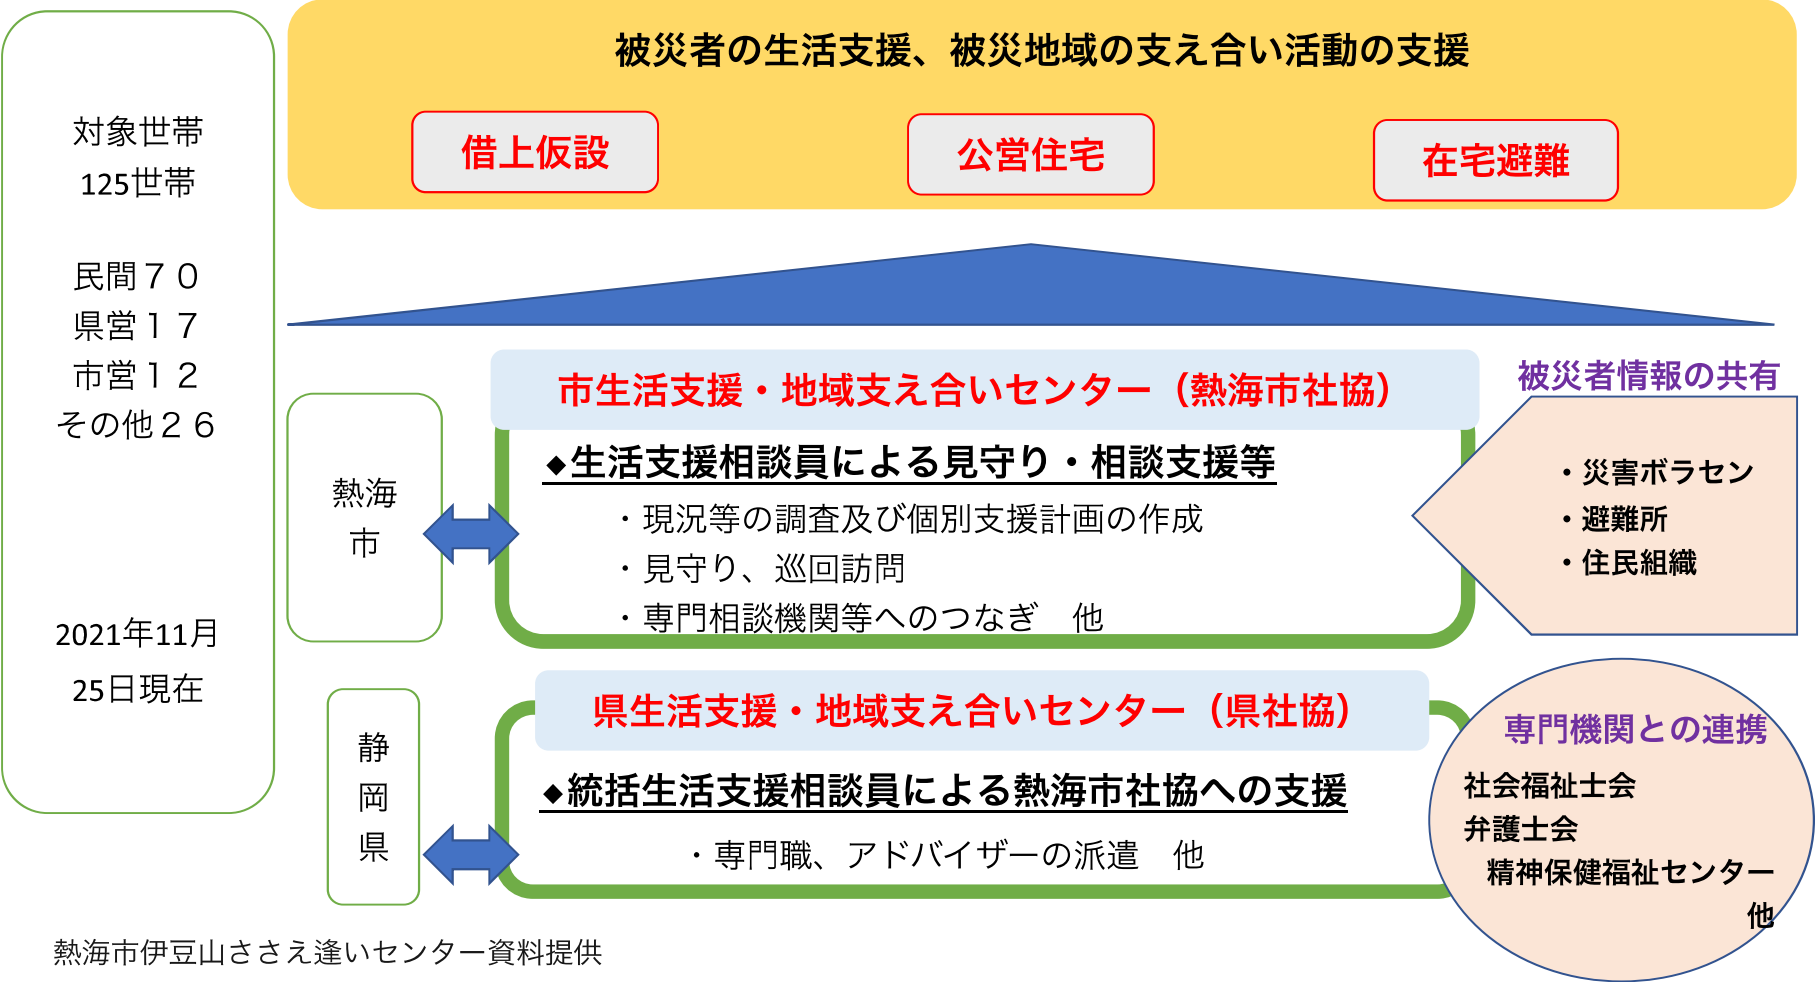 対象世帯
125世帯
民間７０
県営１７
市営１２
その他２６
2021年11月
25日現在
被災者の生活支援、被災地域の支え合い活動の支援
借上仮設
公営住宅
在宅避難
市生活支援・地域支え合いセンター（熱海市社協）
◆生活支援相談員による見守り・相談支援等
・現況等の調査及び個別支援計画の作成
・見守り、巡回訪問
・専門相談機関等へのつなぎ　他
熱海
市
被災者情報の共有
・災害ボラセン
・避難所
・住民組織
県生活支援・地域支え合いセンター（県社協）
◆統括生活支援相談員による熱海市社協への支援
・専門職、アドバイザーの派遣　他
静
岡
県
専門機関との連携
社会福祉士会
弁護士会
精神保健福祉センター
他
熱海市伊豆山ささえ逢いセンター資料提供